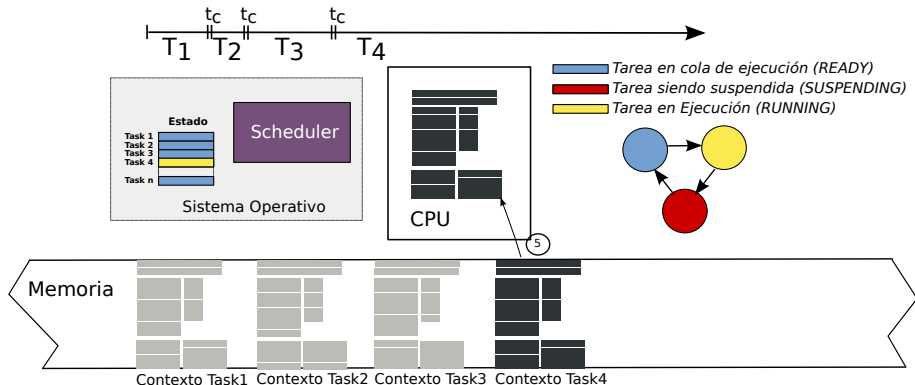 tc tc tc
T1 T2 T3 T4
Tarea en cola de ejecución (READY)
Tarea siendo suspendida (SUSPENDING)
Tarea en Ejecución (RUNNING)
Estado
Task 1
Task 2
Task 3
Task 4
Task n
Scheduler
Sistema Operativo
CPU
5
Memoria
Contexto Task1 Contexto Task2 Contexto Task3 Contexto Task4